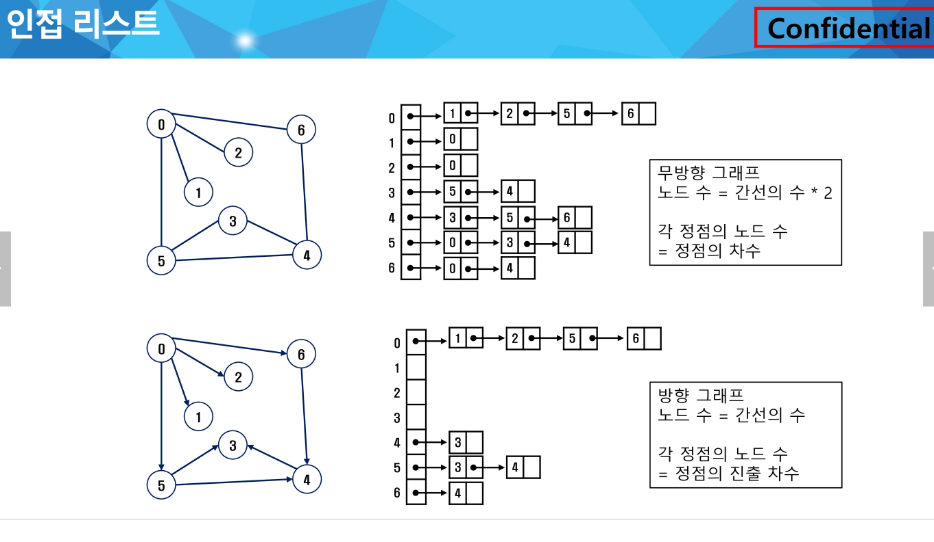 인접 리스트
Confidential
0
6
2
1
3
5
4
0 1 2 5 6
1 0
2 0
3 5 4
4 3 5 6
5 0 3 4
6 0 4
무방향 그래프
노드 수 = 간선의 수 * 2
각 정점의 노드 수
= 정점의 차수
0
6
2
1
3
5
4
0 1 2 5 6
1
2
3
4 3
5 3 4
6 4
방향 그래프
노드 수 = 간선의 수
각 정점의 노드 수
= 정점의 진출 차수